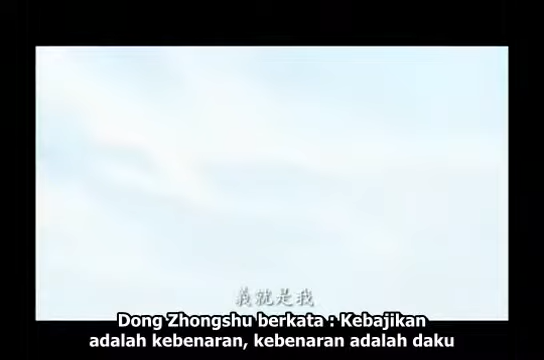 義就是我
Dong Zhongshu berkata : Kebajikan
adalah kebenaran, kebenaran adalah daku